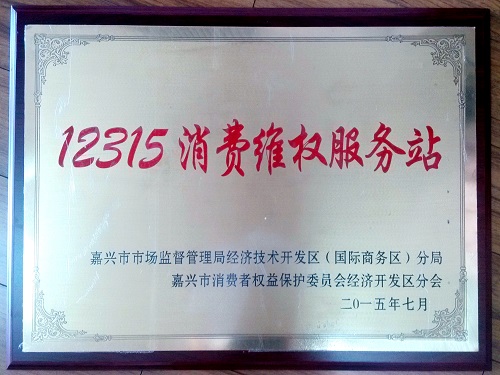 12315消费维权服务站
嘉兴市市场监督管理局经济技术开发区（国际商务区）分局
嘉兴市消费者权益保护委员会经济开发区分会
二〇一五年七月